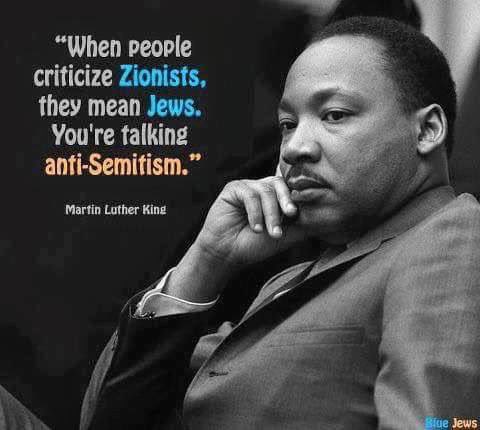 “When people
criticize Zionists,
they mean Jews.
You're talking
anti-Semitism.”
Martin Luther King
Blue Jews